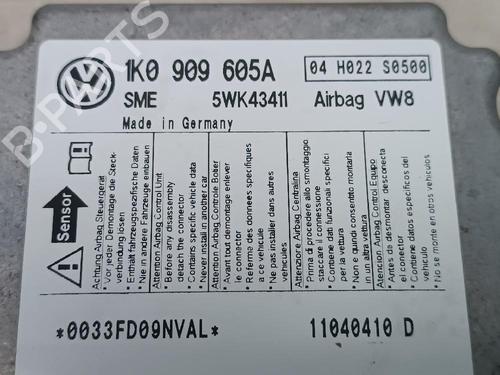 1K0 909 605A
04 H022 S0500
SME 5WK43411 Airbag VW8
Made in Germany
Sensor
Achtung Airbag Steuergerät
• Vor jeder Demontage die Steck-
verbindung lösen
• Enthält fahrzeugspezifische Daten
• Nie in andere Fahrzeuge einbauen
Attention Airbag Control Unit
• Before any disassembly
detach the connector
• Contains specific vehicle data
• Never install in another car
Attention Airbag Controle Boiter
• Avant tout demontage enlever
le connecteur
• Referme des donnees specifiques
a ce vehicule
• Ne pas installer dans autres
vehicules
Attenzione Airbag Centralina
• Prima di procedere allo smontaggio
staccare il connessione
• Contiene dati funzionali specifici
per la vettura
• Non e quindi consentito montarla
in un altra vettura
Atencion Airbag Control Equipo
• Antes da desmontar desconecta
el conector
• Contiene datos especificos del
vehiculo
• No se monte en otros vehiculos
*0033FD09NVAL*
11040410 D
B-PARTS